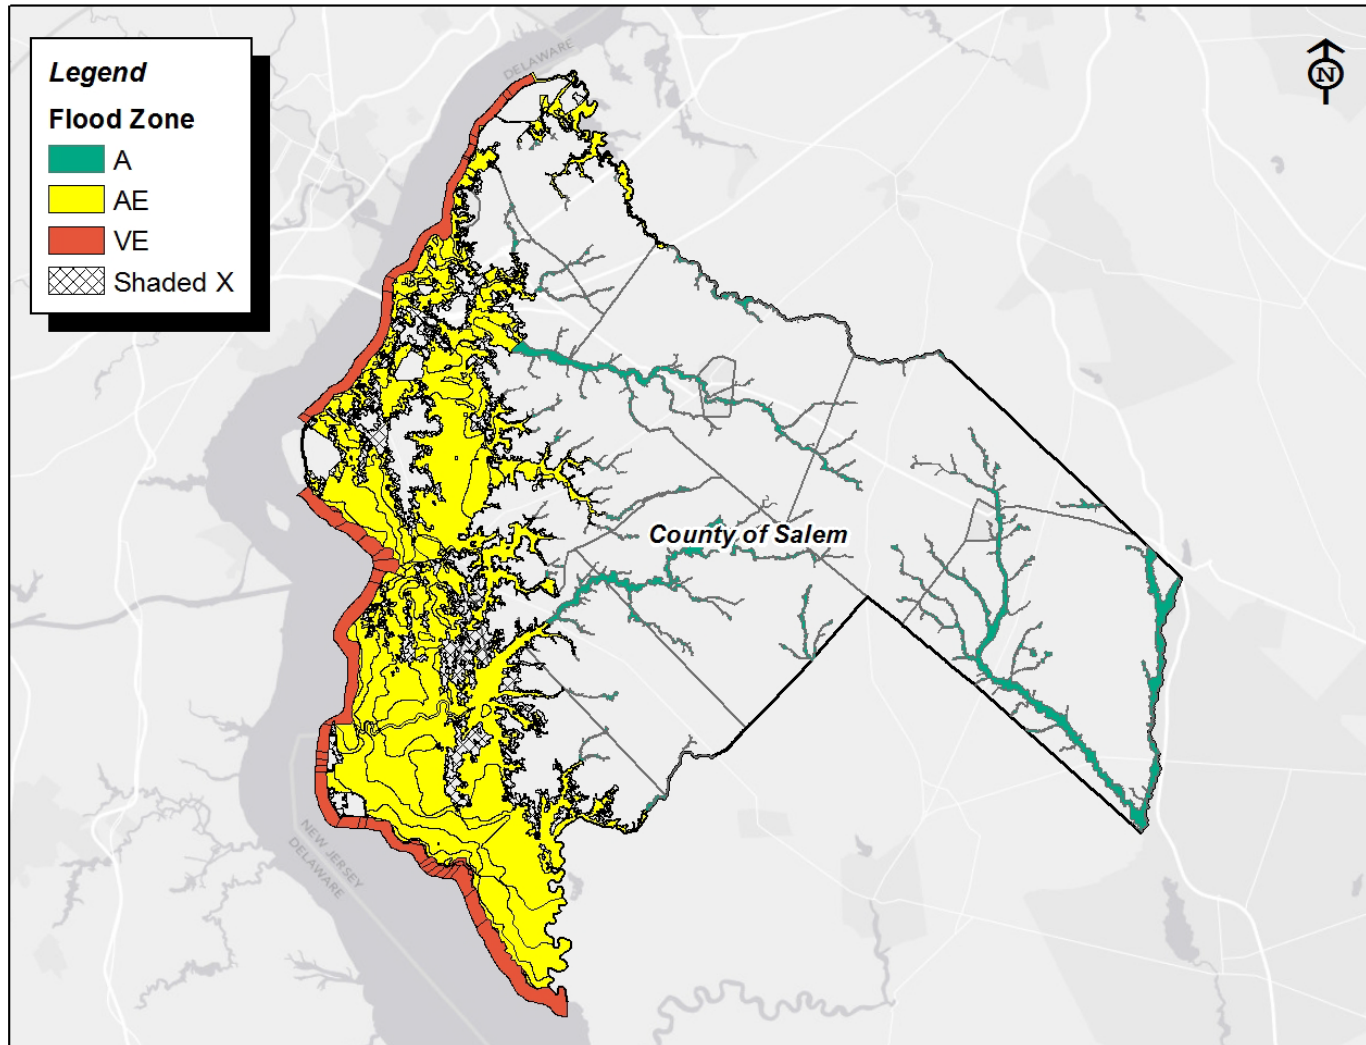 Legend
Flood Zone
A
AE
VE
Shaded X
DELAWARE
N
County of Salem
NEW JERSEY
DELAWARE